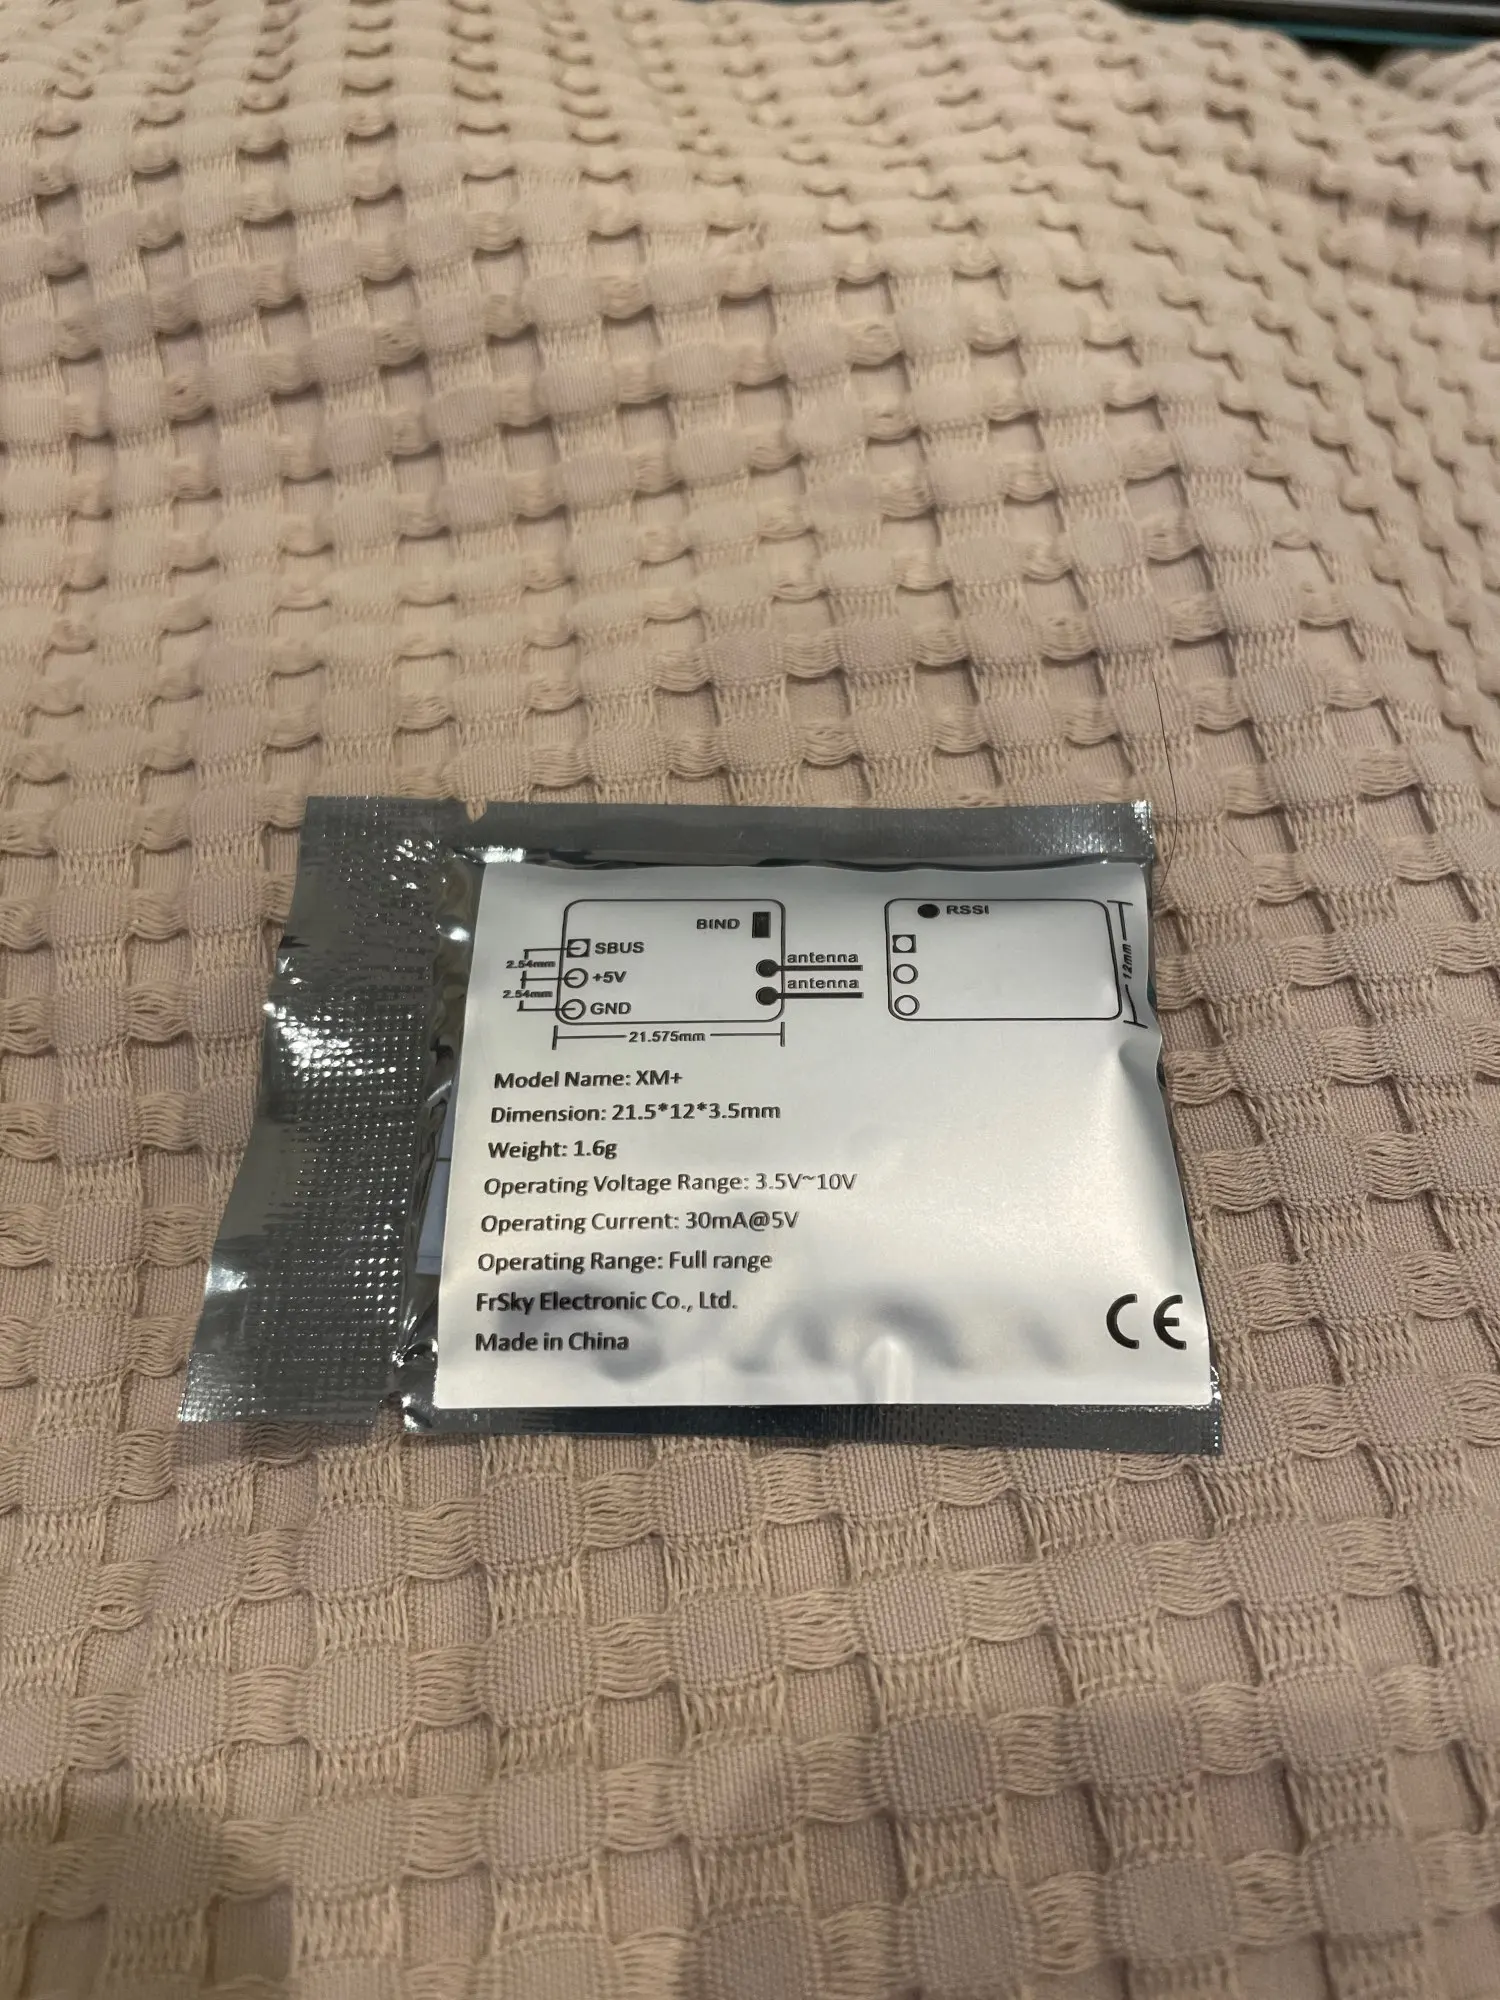 BIND
RSSI
SBUS
antenna
2.54mm
+5V
antenna
2.54mm
GND
12mm
21.575mm
Model Name: XM+
Dimension: 21.5*12*3.5mm
Weight: 1.6g
Operating Voltage Range: 3.5V~10V
Operating Current: 30mA@5V
Operating Range: Full range
FrSky Electronic Co., Ltd.
Made in China
CE